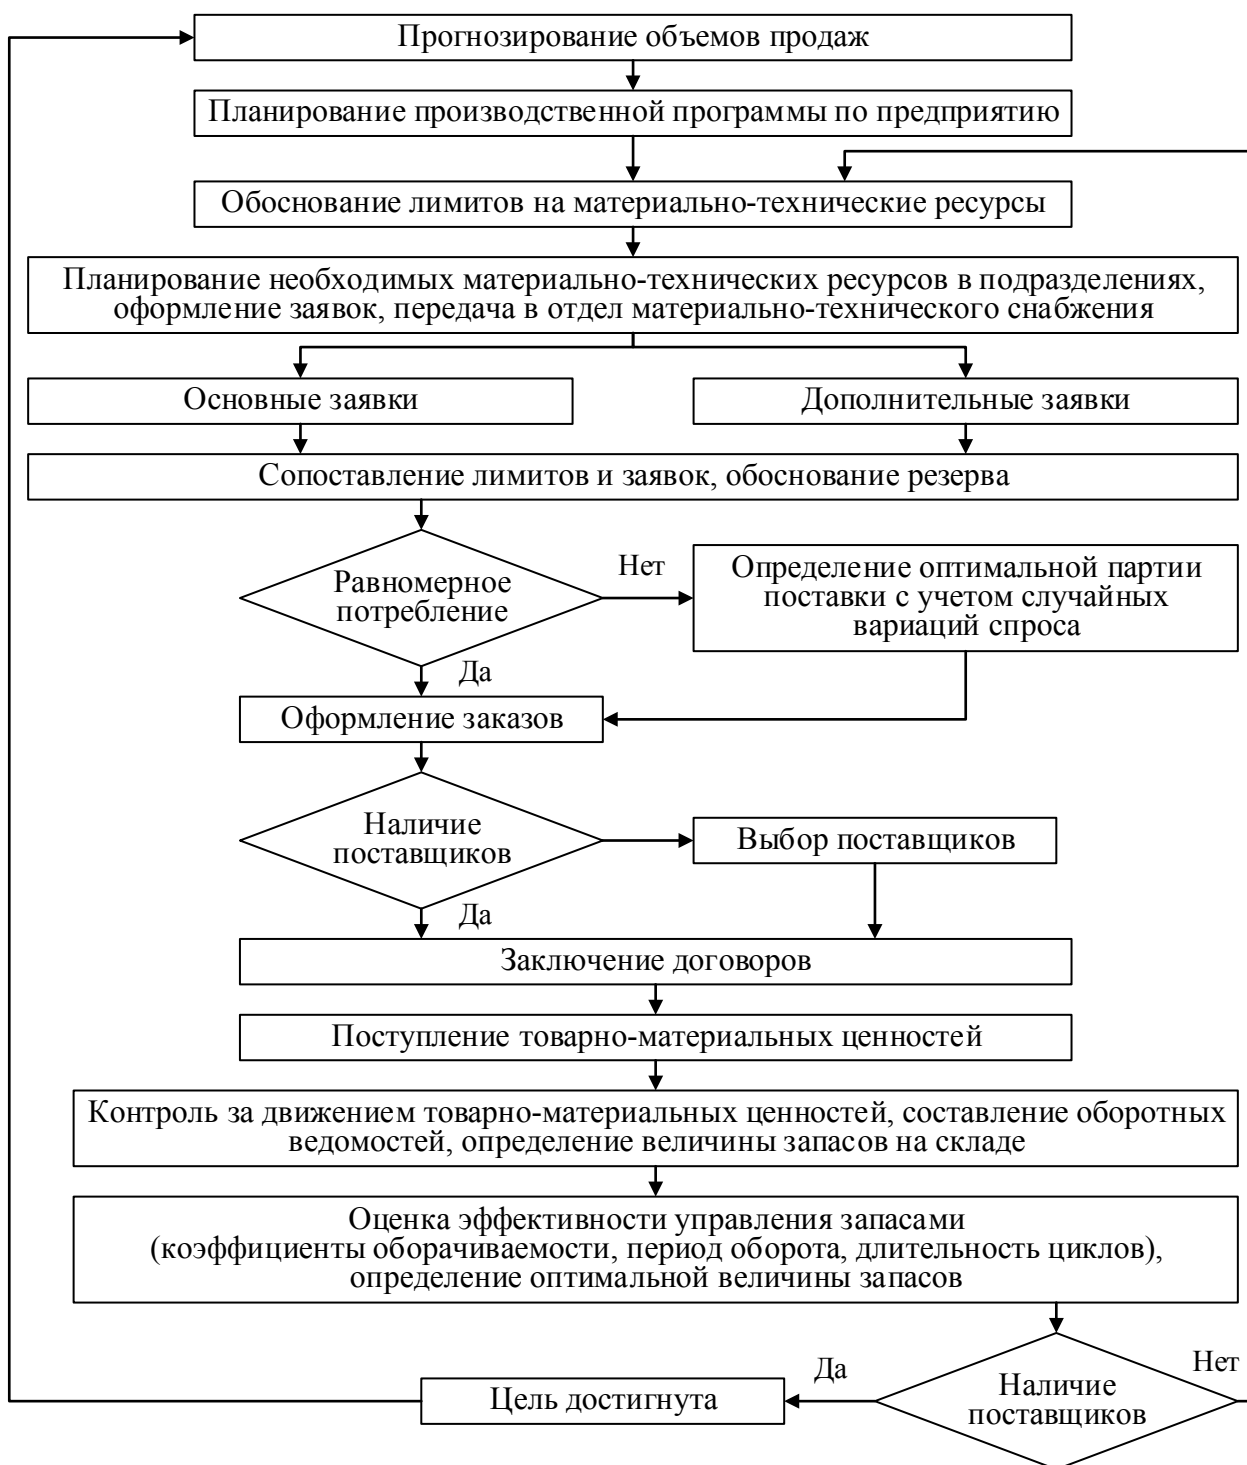 Прогнозирование объемов продаж
Планирование производственной программы по предприятию
Обоснование лимитов на материально-технические ресурсы
Планирование необходимых материально-технических ресурсов в подразделениях,
оформление заявок, передача в отдел материально-технического снабжения
Основные заявки
Дополнительные заявки
Сопоставление лимитов и заявок, обоснование резерва
Равномерное
потребление
Нет
Определение оптимальной партии
поставки с учетом случайных
вариаций спроса
Да
Оформление заказов
Наличие
поставщиков
Выбор поставщиков
Да
Заключение договоров
Поступление товарно-материальных ценностей
Контроль за движением товарно-материальных ценностей, составление оборотных
ведомостей, определение величины запасов на складе
Оценка эффективности управления запасами
(коэффициенты оборачиваемости, период оборота, длительность циклов),
определение оптимальной величины запасов
Да
Нет
Цель достигнута
Наличие
поставщиков